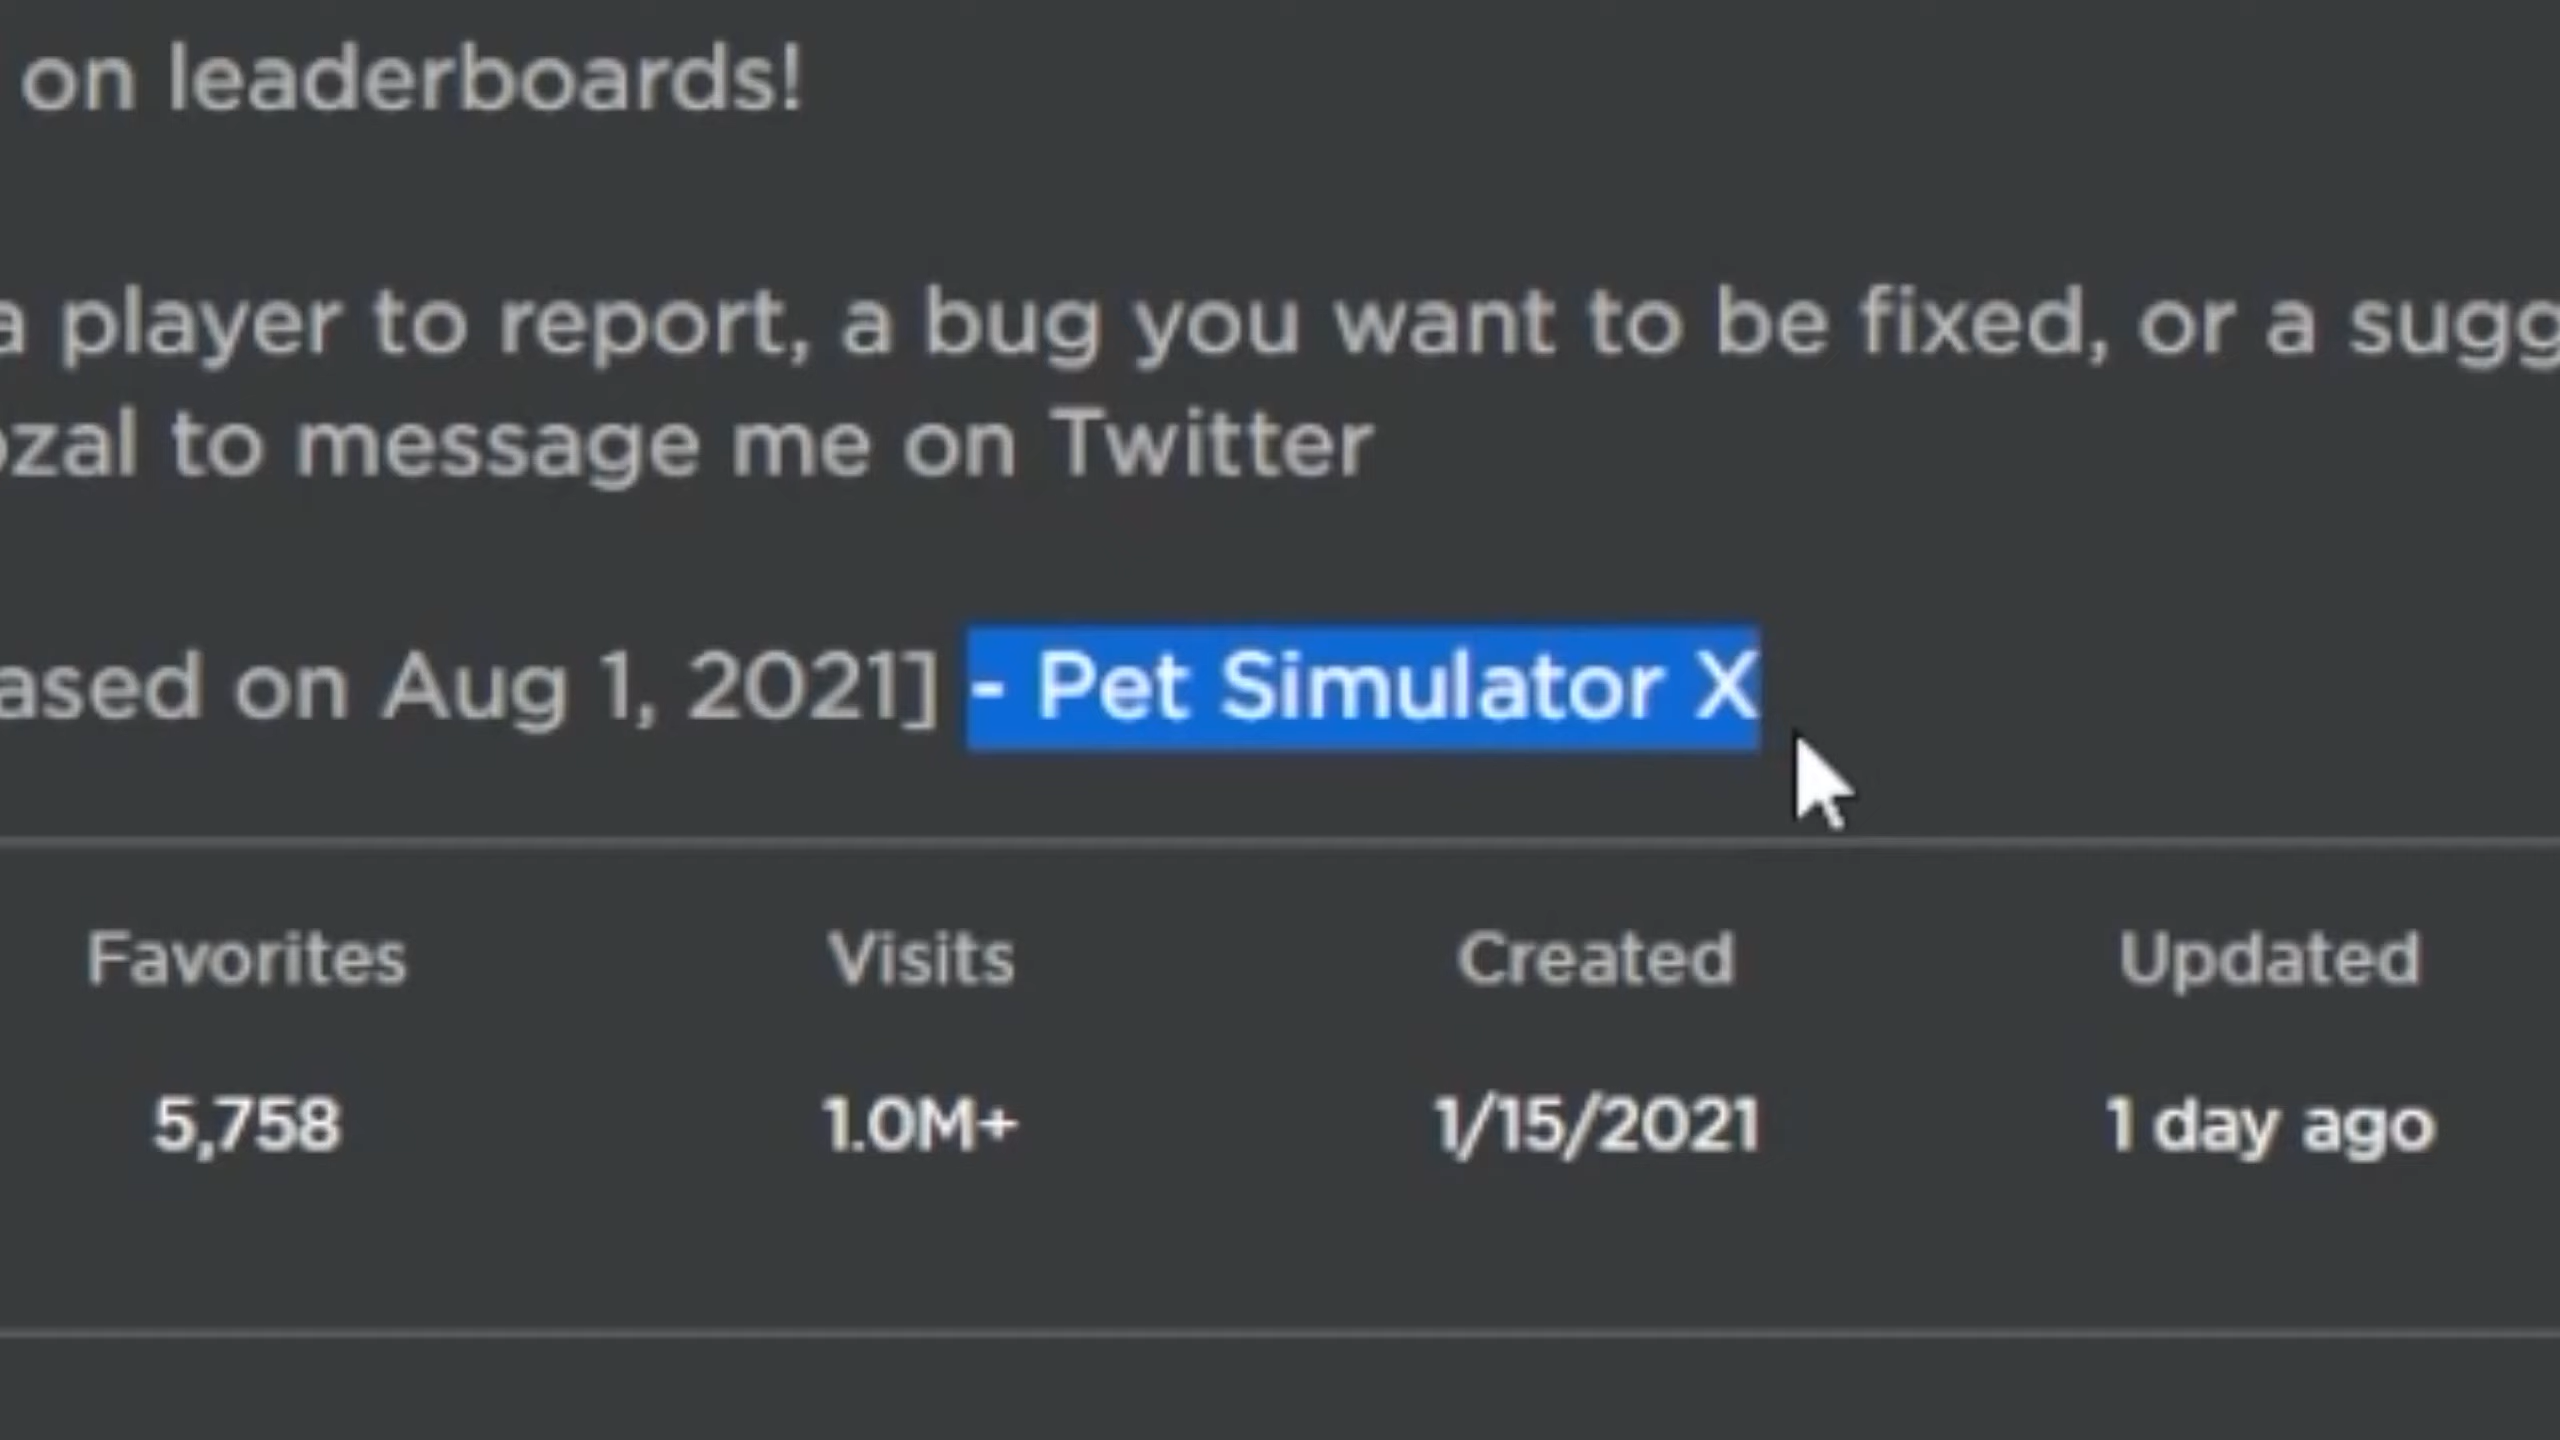 on leaderboards!
a player to report, a bug you want to be fixed, or a sugg
ozal to message me on Twitter
ased on Aug 1, 2021] - Pet Simulator X
Favorites Visits Created Updated
5,758 1.0M+ 1/15/2021 1 day ago